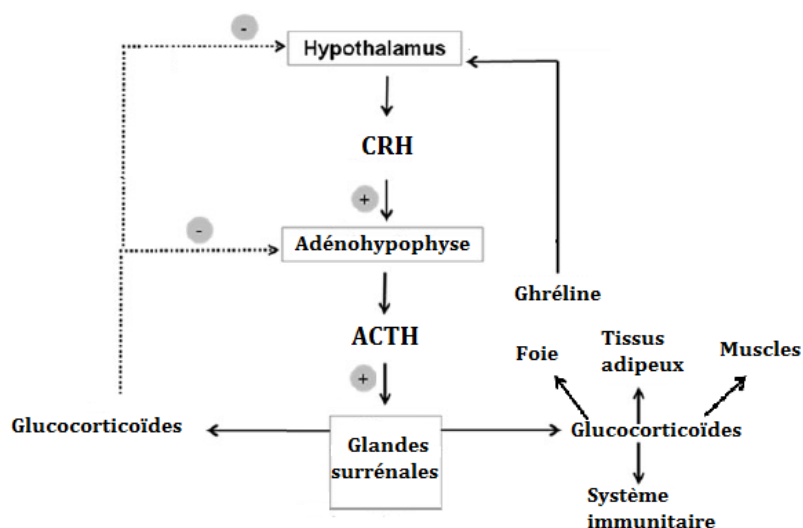 -
Hypothalamus
CRH
+
-
Adénohypophyse
Ghréline
ACTH
Foie
Tissus
adipeux
Muscles
+
Glucocorticoïdes
Glandes
surrénales
Glucocorticoïdes
Système
immunitaire